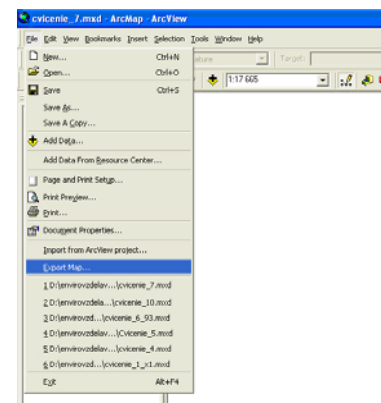 cvicenie_7.mxd - ArcMap - ArcView
File Edit View Bookmarks Insert Selection Tools Window Help
New... Ctrl+N
ature Target:
Open... Ctrl+O
1:17 665
Save Ctrl+S
Save As...
Save A Copy...
Add Data...
Add Data From Resource Center...
Page and Print Setup...
Print Preview...
Print...
Document Properties...
Import from ArcView project...
Export Map...
1 D:\envirovzdelav...\cvicenie_7.mxd
2 D:\envirovzdela...\cvicenie_10.mxd
3 D:\envirovzd...\cvicenie_6_93.mxd
4 D:\envirovzdelav...\Cvicenie_5.mxd
5 D:\envirovzdelav...\cvicenie_4.mxd
6 D:\envirovzd...\cvicenie_1_x1.mxd
Exit Alt+F4